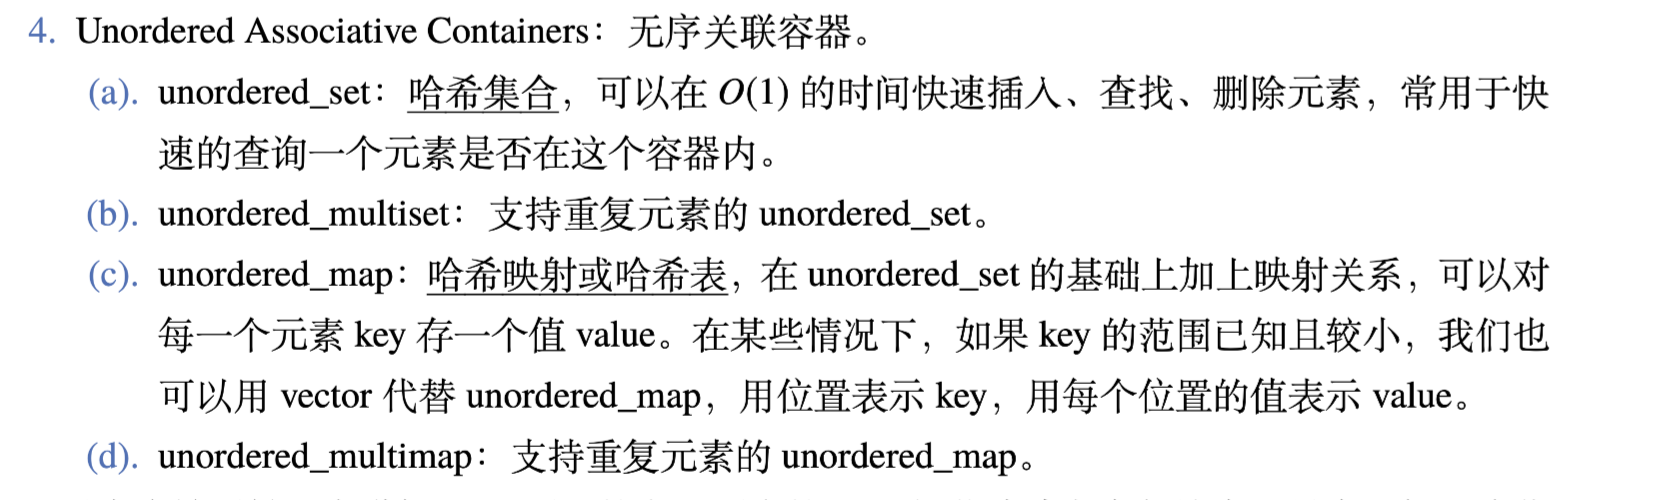 4. Unordered Associative Containers：无序关联容器。
(a). unordered_set：哈希集合，可以在 O(1) 的时间快速插入、查找、删除元素，常用于快
速的查询一个元素是否在这个容器内。
(b). unordered_multiset：支持重复元素的 unordered_set。
(c). unordered_map：哈希映射或哈希表，在 unordered_set 的基础上加上映射关系，可以对
每一个元素 key 存一个值 value。在某些情况下，如果 key 的范围已知且较小，我们也
可以用 vector 代替 unordered_map，用位置表示 key，用每个位置的值表示 value。
(d). unordered_multimap：支持重复元素的 unordered_map。